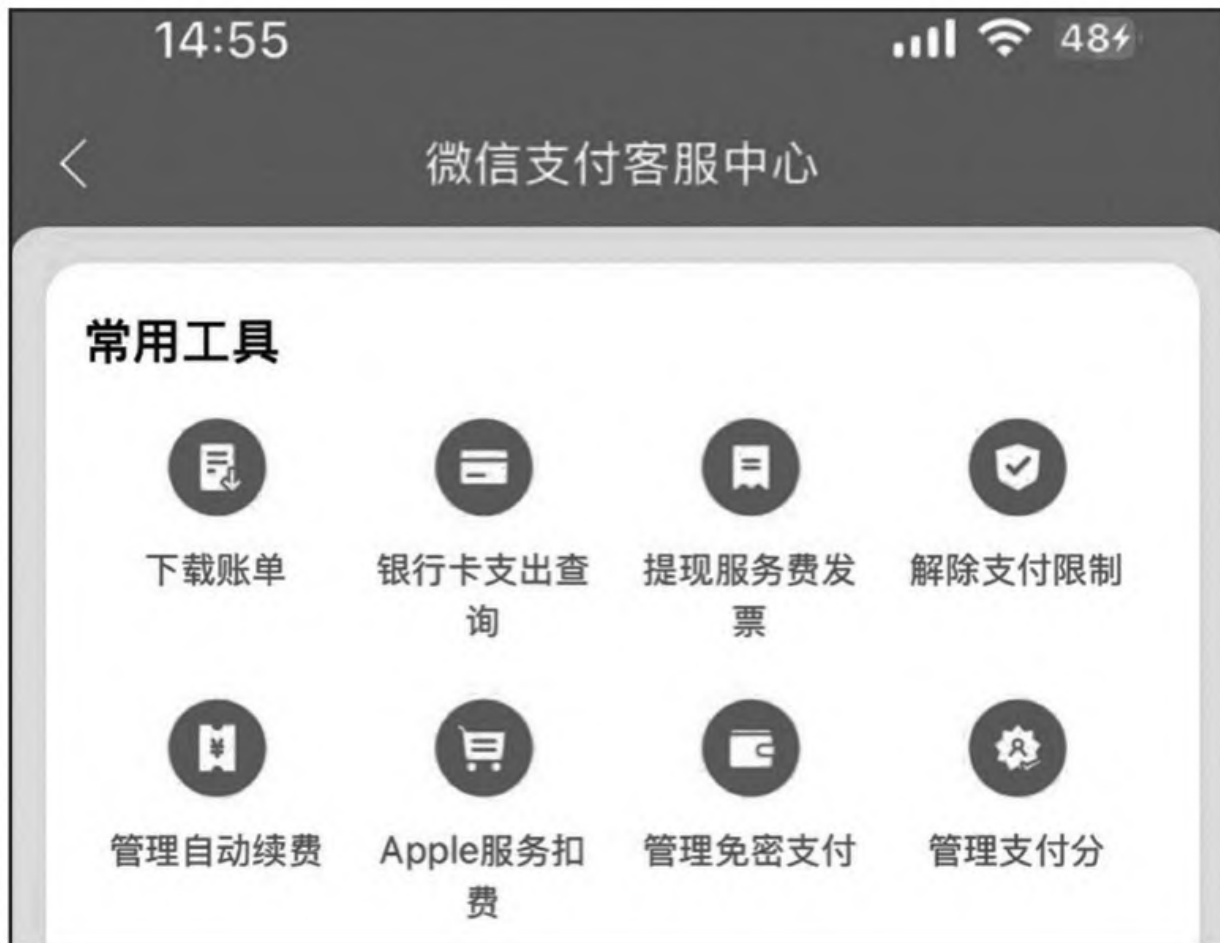 14:55
48
微信支付客服中心
常用工具
下载账单
银行卡支出查
询
提现服务费发
票
解除支付限制
管理自动续费
Apple服务扣
费
管理免密支付
管理支付分